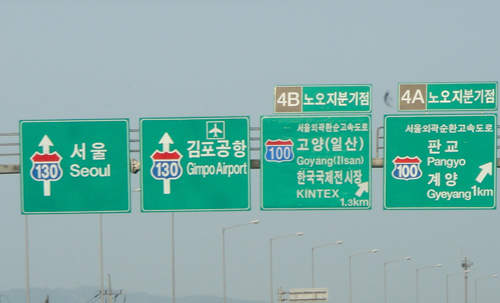 서울
130 Seoul
김포공항
130 Gimpo Airport
4B 노오지분기점
서울외곽순환고속도로
100 고양(일산)
Goyang(Ilsan)
한국국제전시장
KINTEX
1.3km
4A 노오지분기점
서울외곽순환고속도로
판교
100 Pangyo
계양
Gyeyang 1km